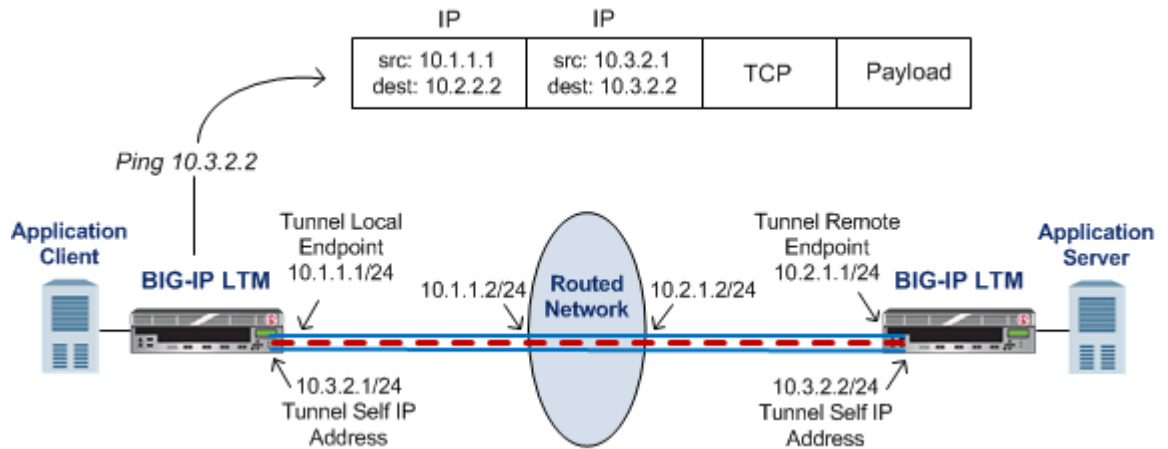 IP
IP
src: 10.1.1.1
dest: 10.2.2.2
src: 10.3.2.1
dest: 10.3.2.2
TCP
Payload
Ping 10.3.2.2
Application
Client
BIG-IP LTM
Tunnel Local
Endpoint
10.1.1.1/24
10.1.1.2/24
Routed
Network
10.2.1.2/24
Tunnel Remote
Endpoint
10.2.1.1/24
BIG-IP LTM
Application
Server
10.3.2.1/24
Tunnel Self IP
Address
10.3.2.2/24
Tunnel Self IP
Address